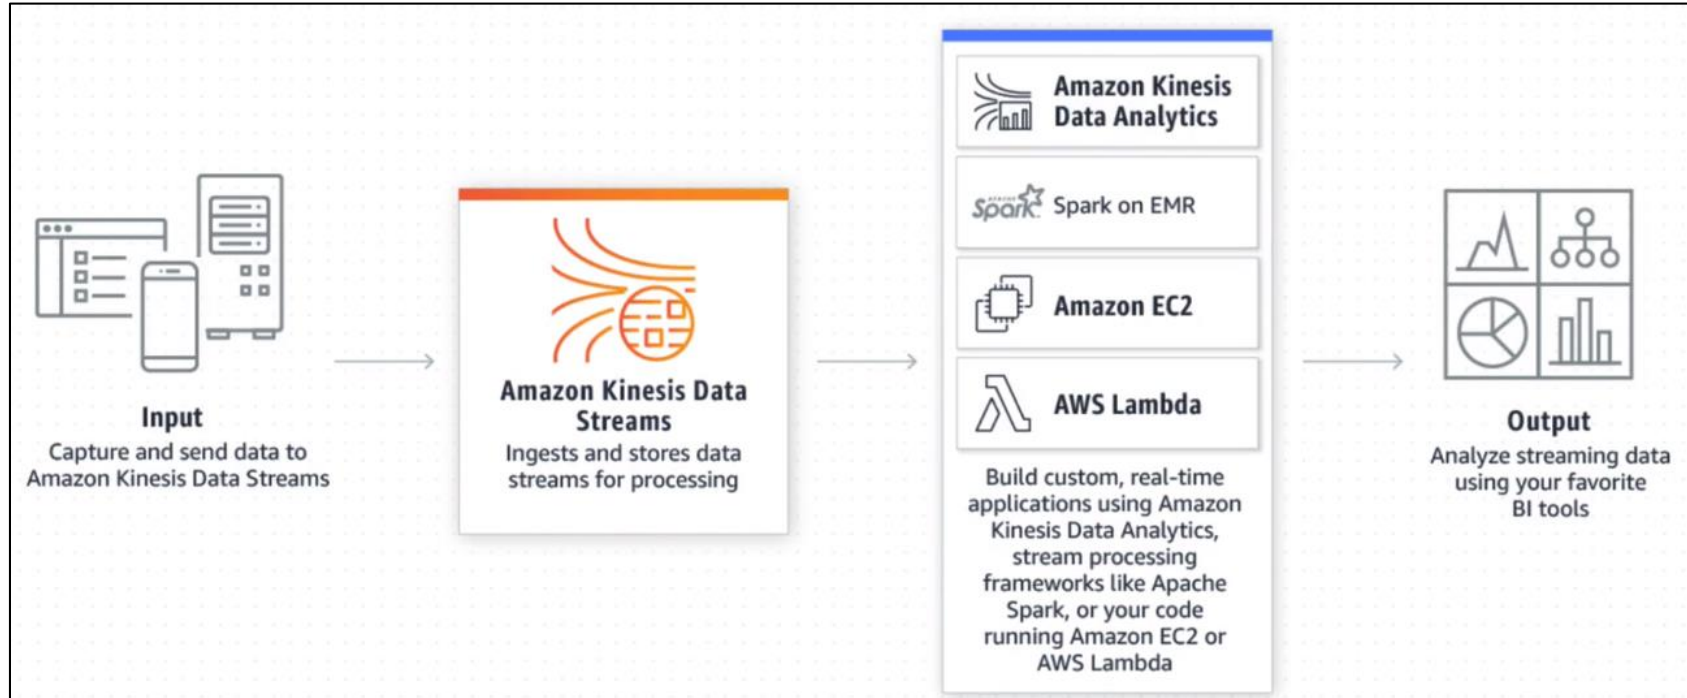 Input
Capture and send data to
Amazon Kinesis Data Streams
Amazon Kinesis Data
Streams
Ingests and stores data
streams for processing
Amazon Kinesis
Data Analytics
APACHE
Spark
Spark on EMR
Amazon EC2
AWS Lambda
Build custom, real-time
applications using Amazon
Kinesis Data Analytics,
stream processing
frameworks like Apache
Spark, or your code
running Amazon EC2 or
AWS Lambda
Output
Analyze streaming data
using your favorite
BI tools